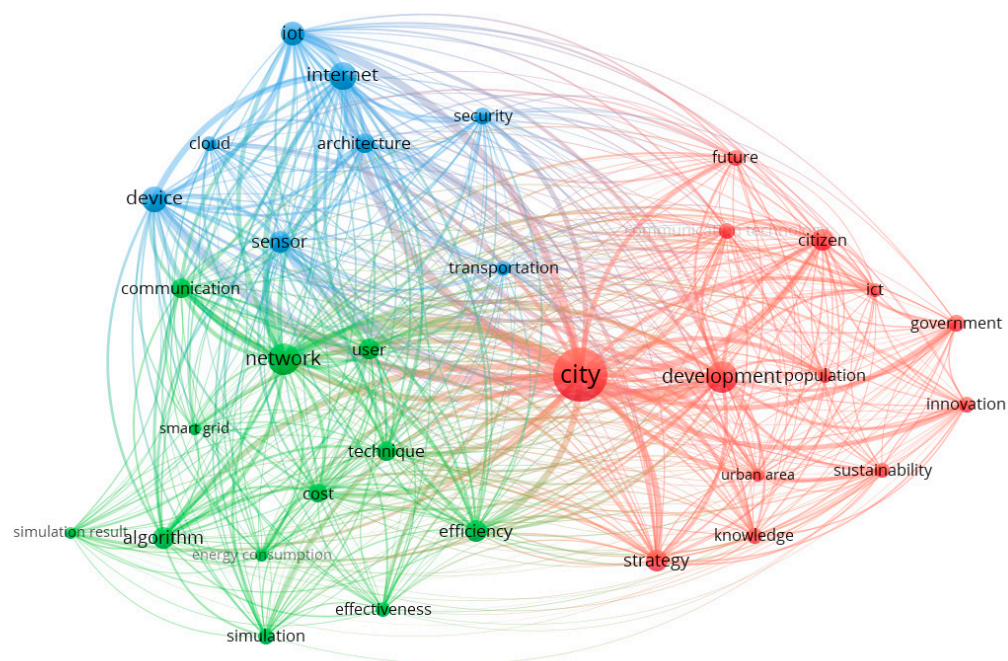 iot
internet
security
cloud
architecture
future
device
citizen
sensor
transportation
communication
ict
government
network
user
city
development
population
innovation
smart grid
technique
sustainability
urban area
cost
simulation result
algorithm
efficiency
knowledge
energy consumption
strategy
effectiveness
simulation